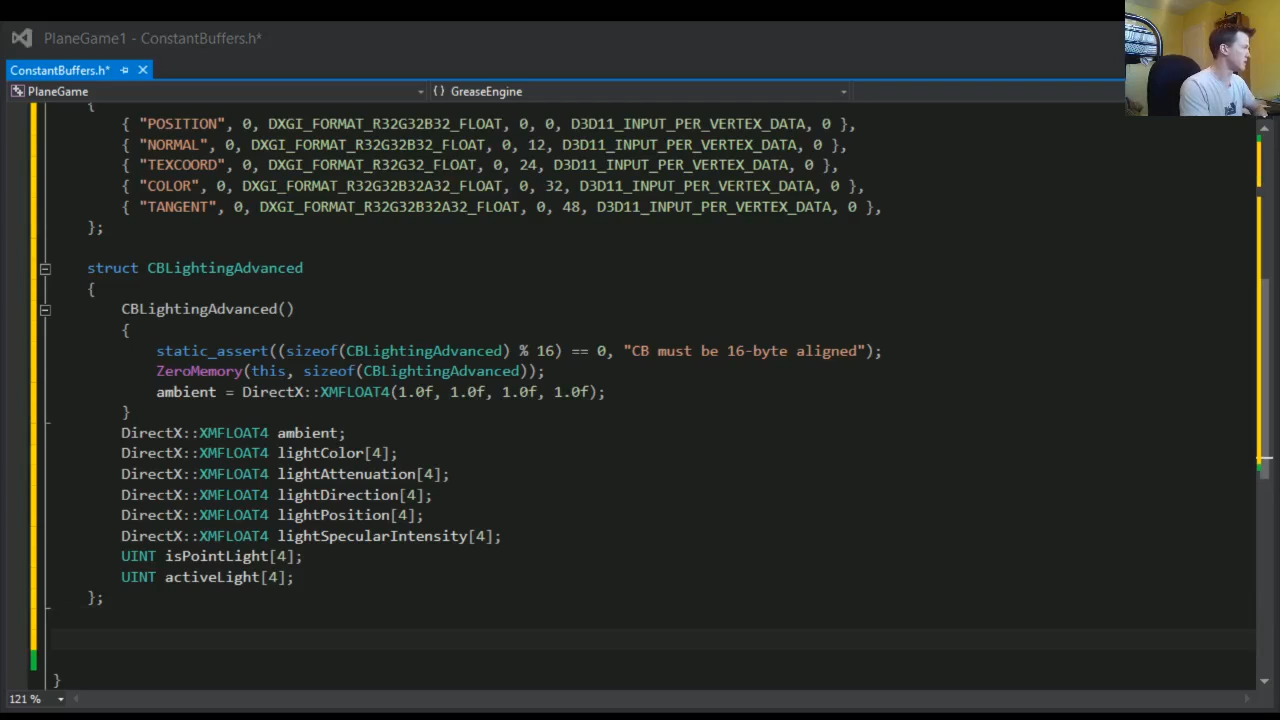 PlaneGame1 - ConstantBuffers.h*
ConstantBuffers.h*
PlaneGame {} GreaseEngine
{
{ "POSITION", 0, DXGI_FORMAT_R32G32B32_FLOAT, 0, 0, D3D11_INPUT_PER_VERTEX_DATA, 0 },
{ "NORMAL", 0, DXGI_FORMAT_R32G32B32_FLOAT, 0, 12, D3D11_INPUT_PER_VERTEX_DATA, 0 },
{ "TEXCOORD", 0, DXGI_FORMAT_R32G32_FLOAT, 0, 24, D3D11_INPUT_PER_VERTEX_DATA, 0 },
{ "COLOR", 0, DXGI_FORMAT_R32G32B32A32_FLOAT, 0, 32, D3D11_INPUT_PER_VERTEX_DATA, 0 },
{ "TANGENT", 0, DXGI_FORMAT_R32G32B32A32_FLOAT, 0, 48, D3D11_INPUT_PER_VERTEX_DATA, 0 },
};
struct CBLightingAdvanced
{
CBLightingAdvanced()
{
static_assert((sizeof(CBLightingAdvanced) % 16) == 0, "CB must be 16-byte aligned");
ZeroMemory(this, sizeof(CBLightingAdvanced));
ambient = DirectX::XMFLOAT4(1.0f, 1.0f, 1.0f, 1.0f);
}
DirectX::XMFLOAT4 ambient;
DirectX::XMFLOAT4 lightColor[4];
DirectX::XMFLOAT4 lightAttenuation[4];
DirectX::XMFLOAT4 lightDirection[4];
DirectX::XMFLOAT4 lightPosition[4];
DirectX::XMFLOAT4 lightSpecularIntensity[4];
UINT isPointLight[4];
UINT activeLight[4];
};
}
121 %